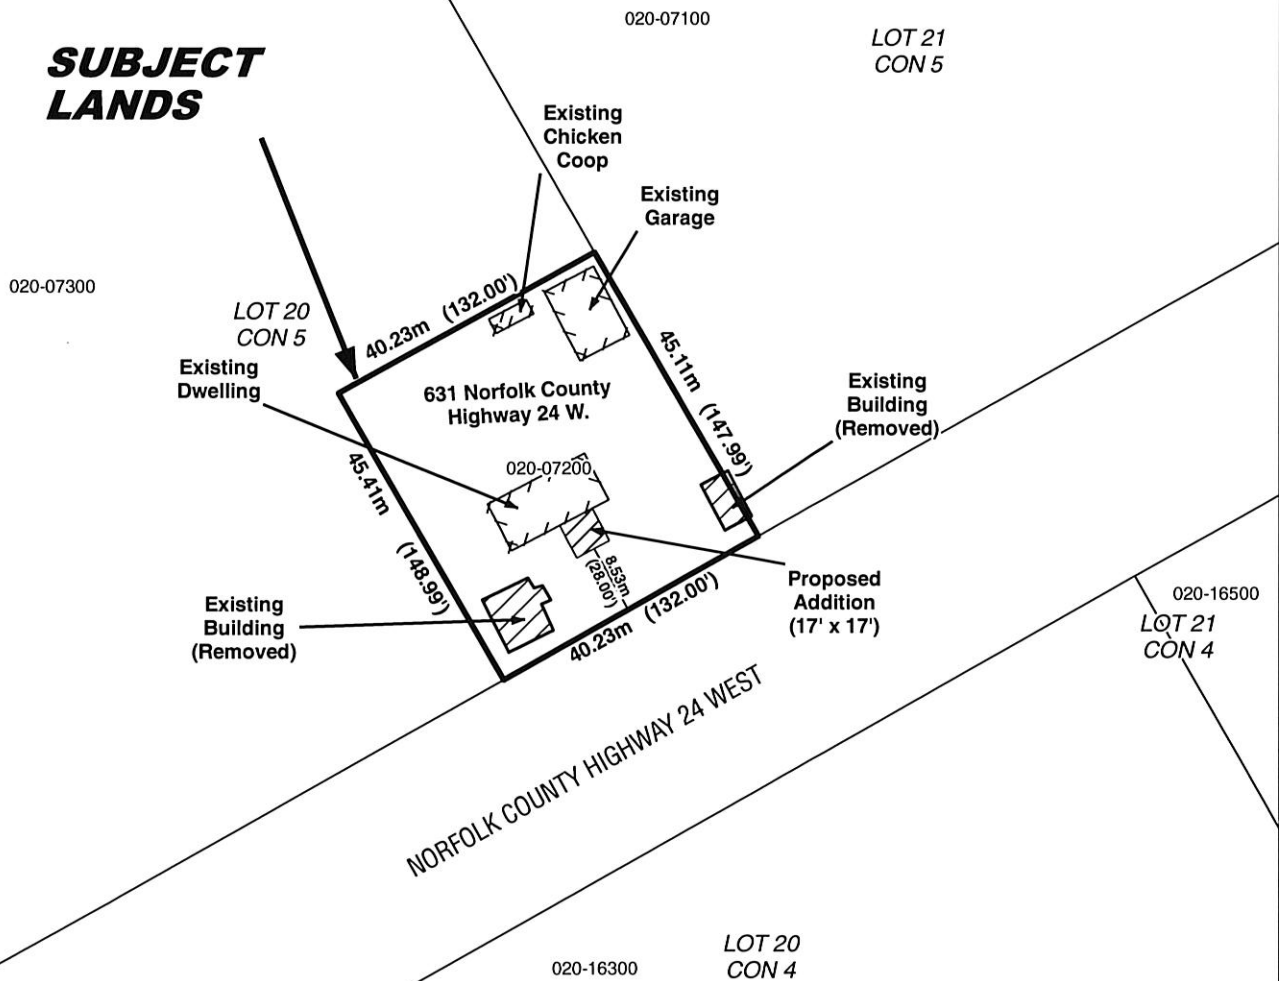 020-07100
LOT 21
CON 5
SUBJECT
LANDS
Existing
Chicken
Coop
Existing
Garage
020-07300
LOT 20
CON 5
40.23m (132.00')
Existing
Dwelling
631 Norfolk County
Highway 24 W.
45.11m (147.99')
Existing
Building
(Removed)
45.41m (148.99')
020-07200
8.53m
(28.00')
Proposed
Addition
(17' x 17')
Existing
Building
(Removed)
40.23m (132.00')
020-16500
LOT 21
CON 4
NORFOLK COUNTY HIGHWAY 24 WEST
LOT 20
CON 4
020-16300